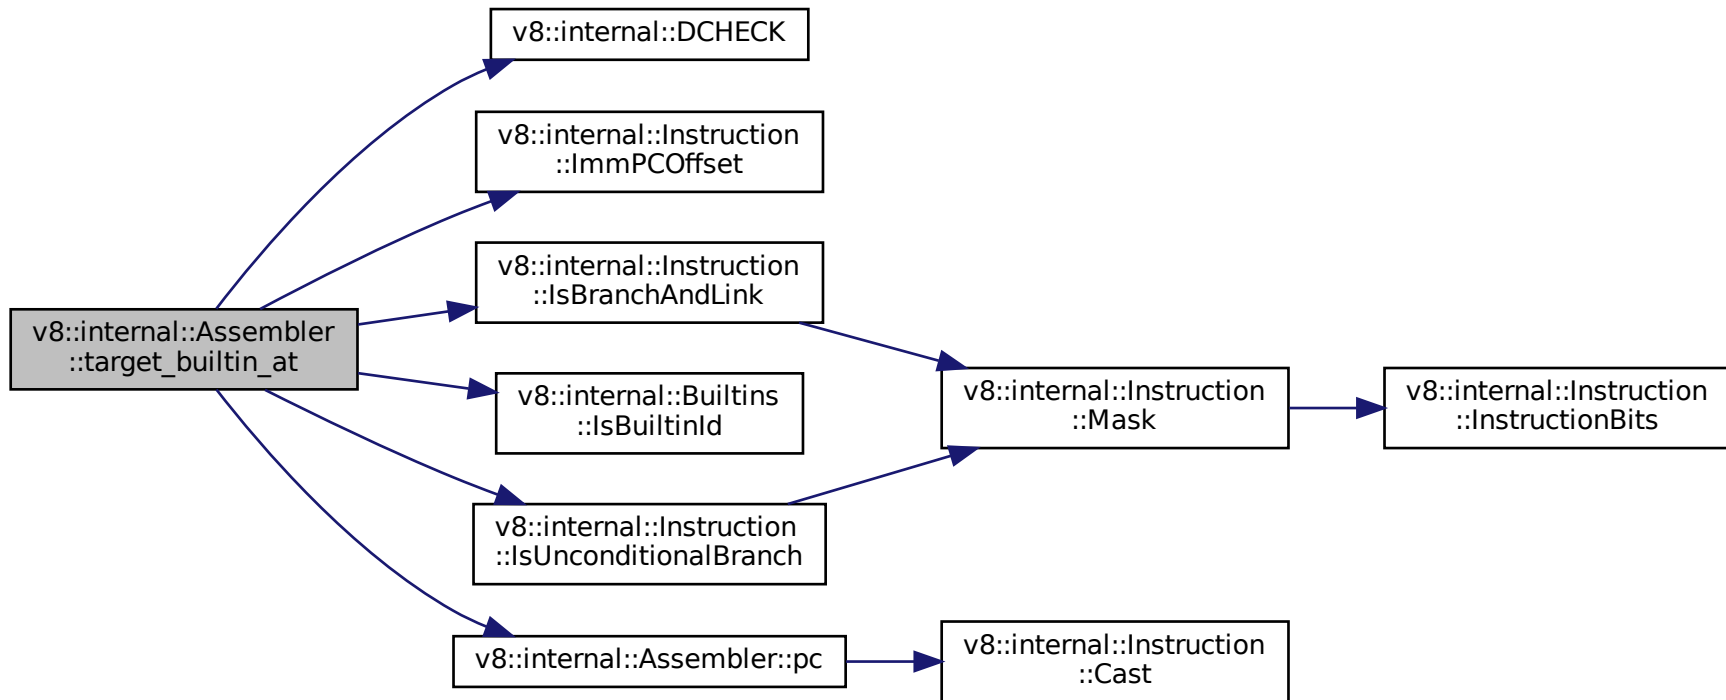 v8::internal::DCHECK
v8::internal::Instruction
::ImmPCOffset
v8::internal::Instruction
::IsBranchAndLink
v8::internal::Assembler
::target_builtin_at
v8::internal::Builtins
::IsBuiltinId
v8::internal::Instruction
::Mask
v8::internal::Instruction
::InstructionBits
v8::internal::Instruction
::IsUnconditionalBranch
v8::internal::Assembler::pc
v8::internal::Instruction
::Cast